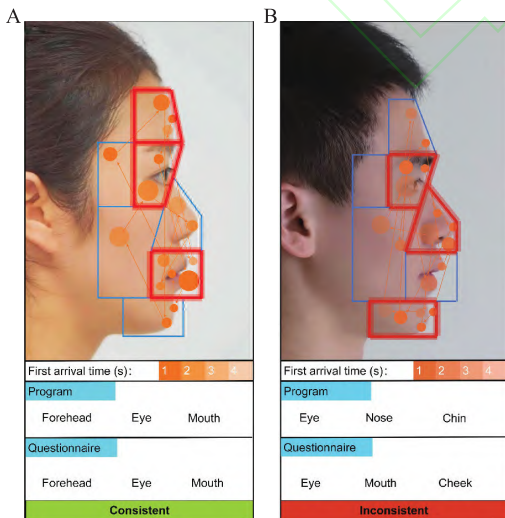 A
First arrival time (s): 1 2 3 4
Program
Forehead Eye Mouth
Questionnaire
Forehead Eye Mouth
Consistent
B
First arrival time (s): 1 2 3 4
Program
Eye Nose Chin
Questionnaire
Eye Mouth Cheek
Inconsistent